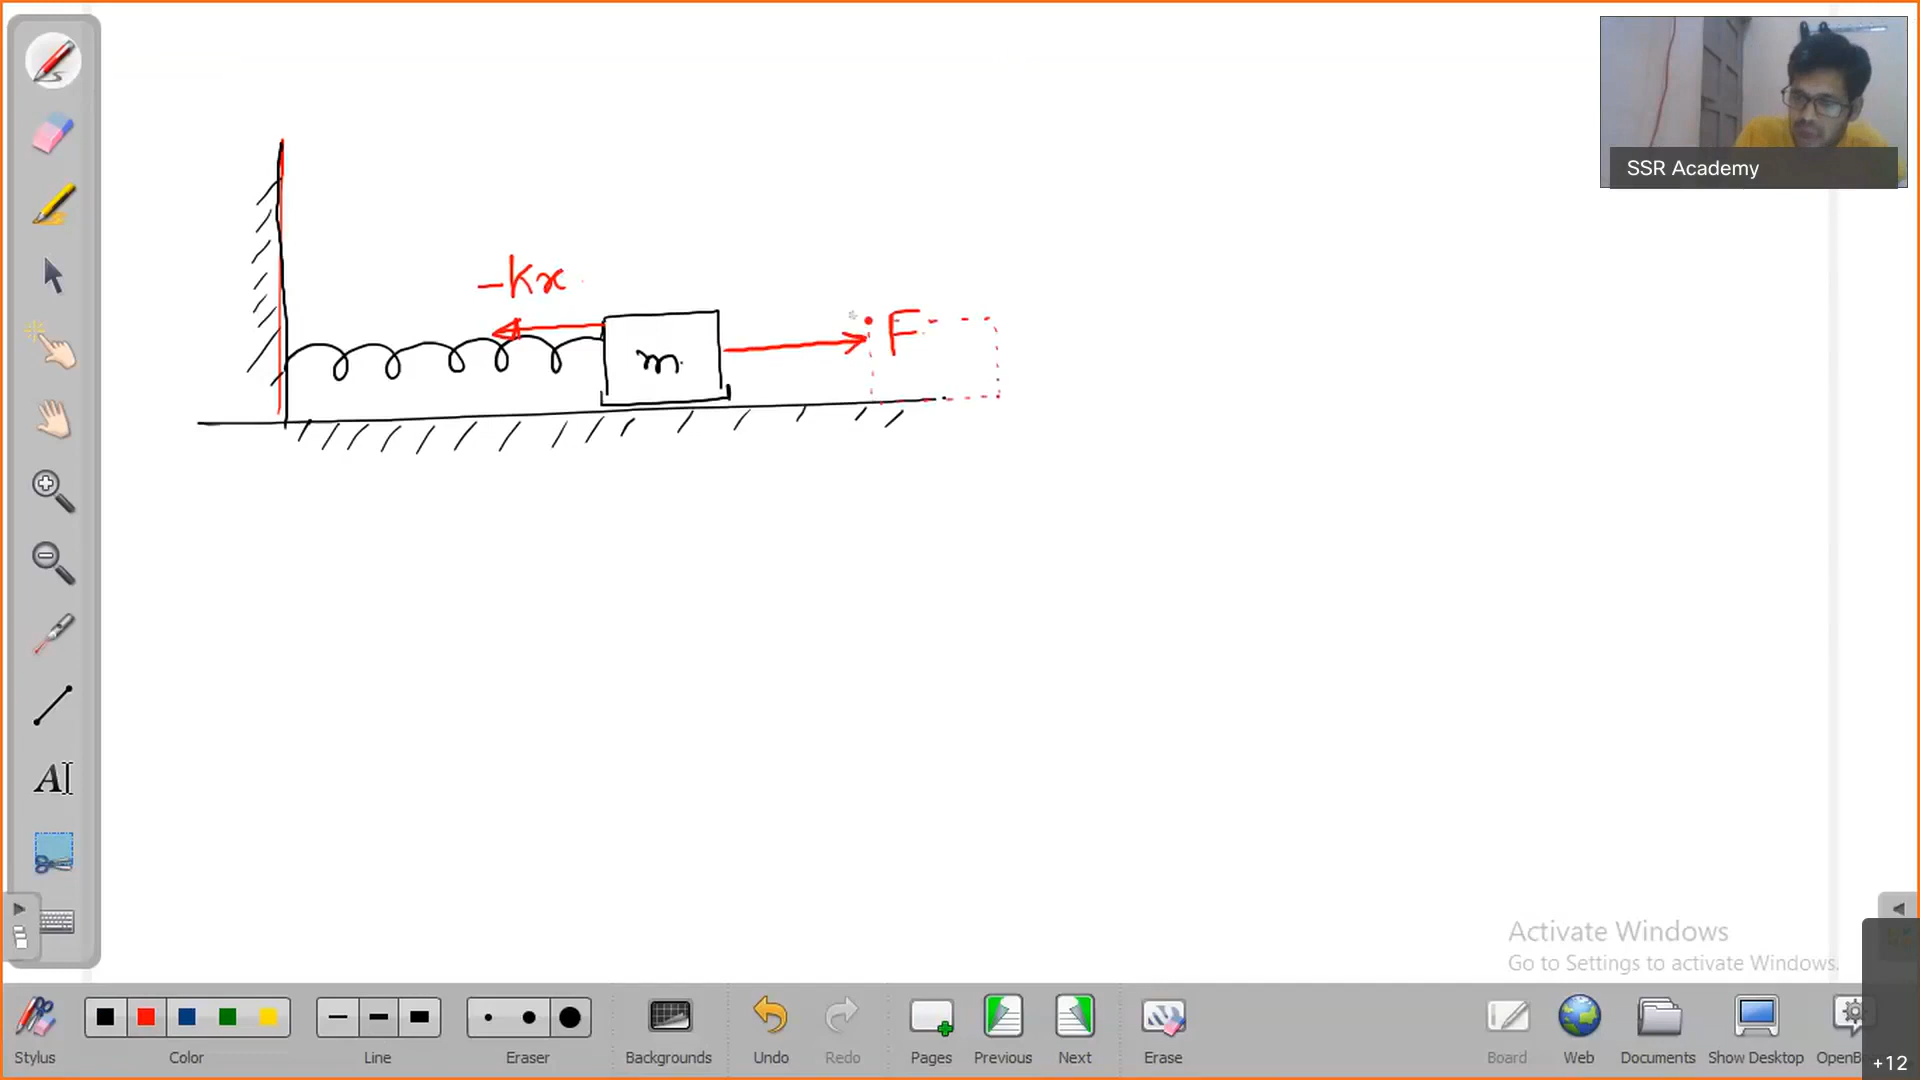 SSR Academy
-Kx
F
m
AI
Activate Windows
Go to Settings to activate Windows.
+12
Stylus
Color
Line
Eraser
Backgrounds
Undo
Redo
Pages
Previous
Next
Erase
Board
Web
Documents
Show Desktop